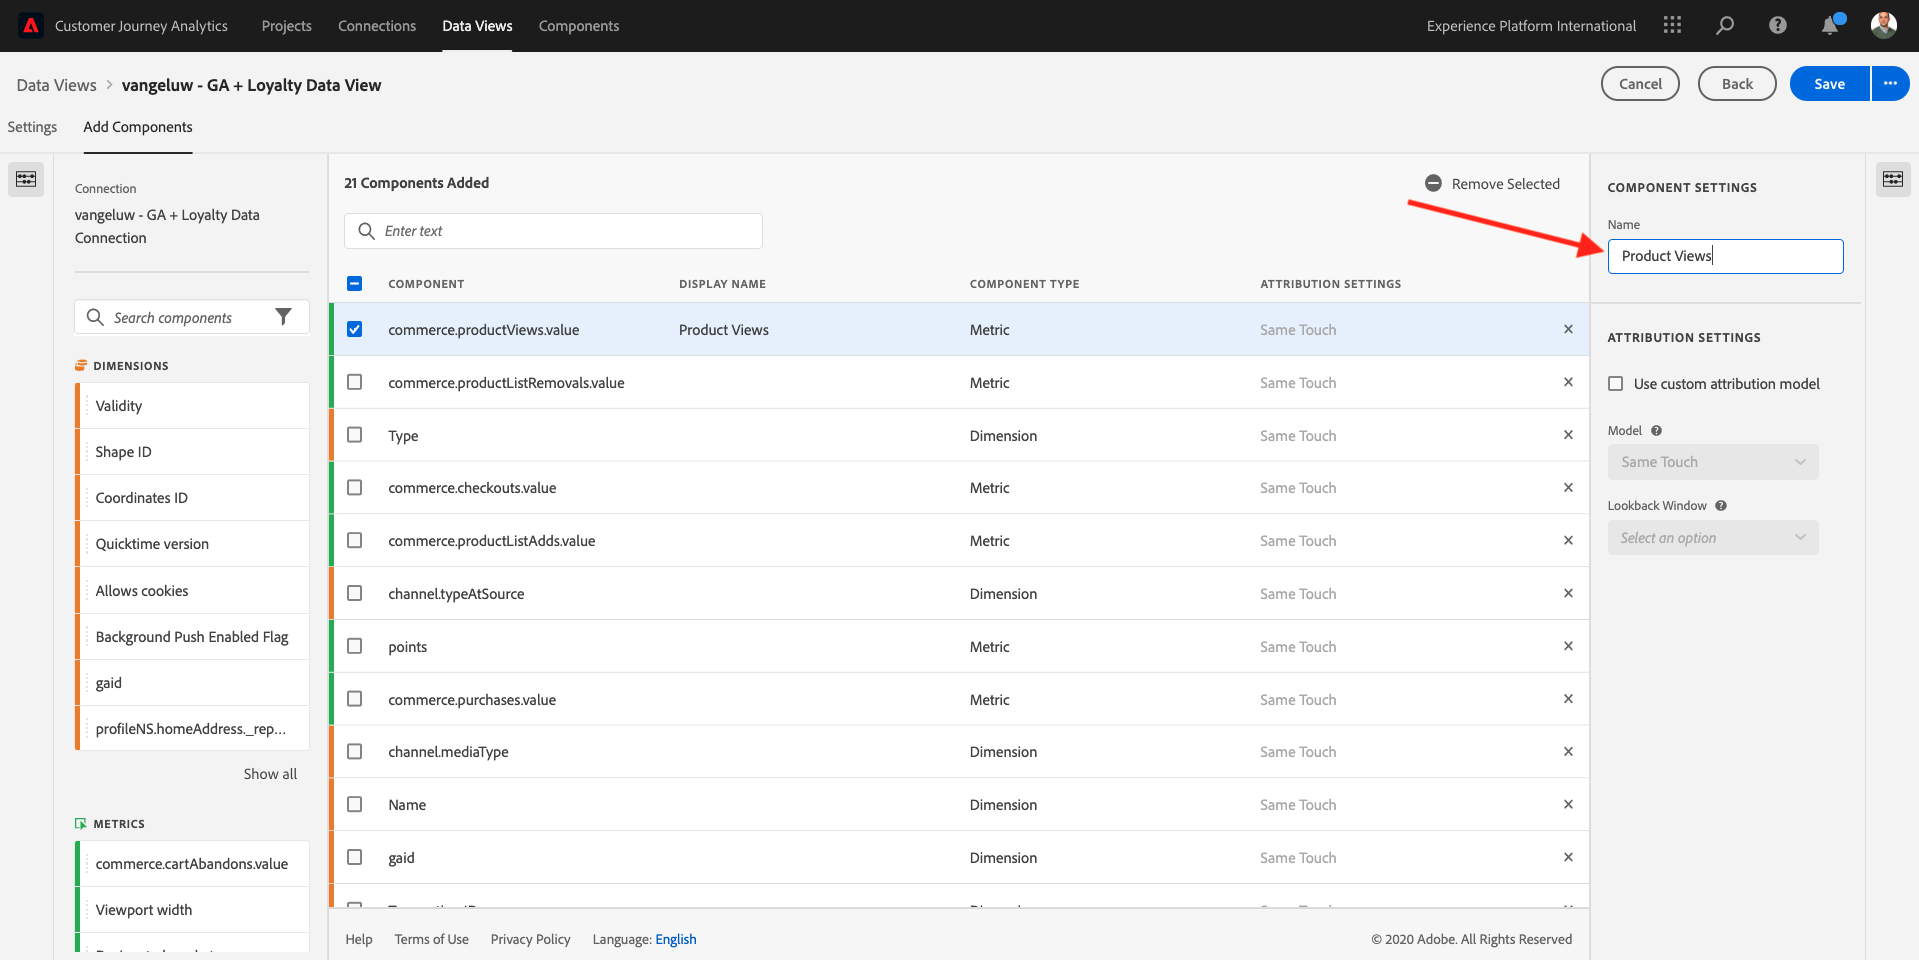 Customer Journey Analytics
Projects
Connections
Data Views
Components
Experience Platform International
Data Views > vangeluw - GA + Loyalty Data View
Cancel
Back
Save
Settings
Add Components
Connection
vangeluw - GA + Loyalty Data
Connection
Search components
DIMENSIONS
Validity
Shape ID
Coordinates ID
Quicktime version
Allows cookies
Background Push Enabled Flag
gaid
profileNS.homeAddress._rep...
Show all
METRICS
commerce.cartAbandons.value
Viewport width
21 Components Added
Remove Selected
Enter text
COMPONENT DISPLAY NAME COMPONENT TYPE ATTRIBUTION SETTINGS
commerce.productViews.value Product Views Metric Same Touch
commerce.productListRemovals.value Metric Same Touch
Type Dimension Same Touch
commerce.checkouts.value Metric Same Touch
commerce.productListAdds.value Metric Same Touch
channel.typeAtSource Dimension Same Touch
points Metric Same Touch
commerce.purchases.value Metric Same Touch
channel.mediaType Dimension Same Touch
Name Dimension Same Touch
gaid Dimension Same Touch
Help
Terms of Use
Privacy Policy
Language: English
© 2020 Adobe. All Rights Reserved
COMPONENT SETTINGS
Name
Product Views
ATTRIBUTION SETTINGS
Use custom attribution model
Model
Same Touch
Lookback Window
Select an option